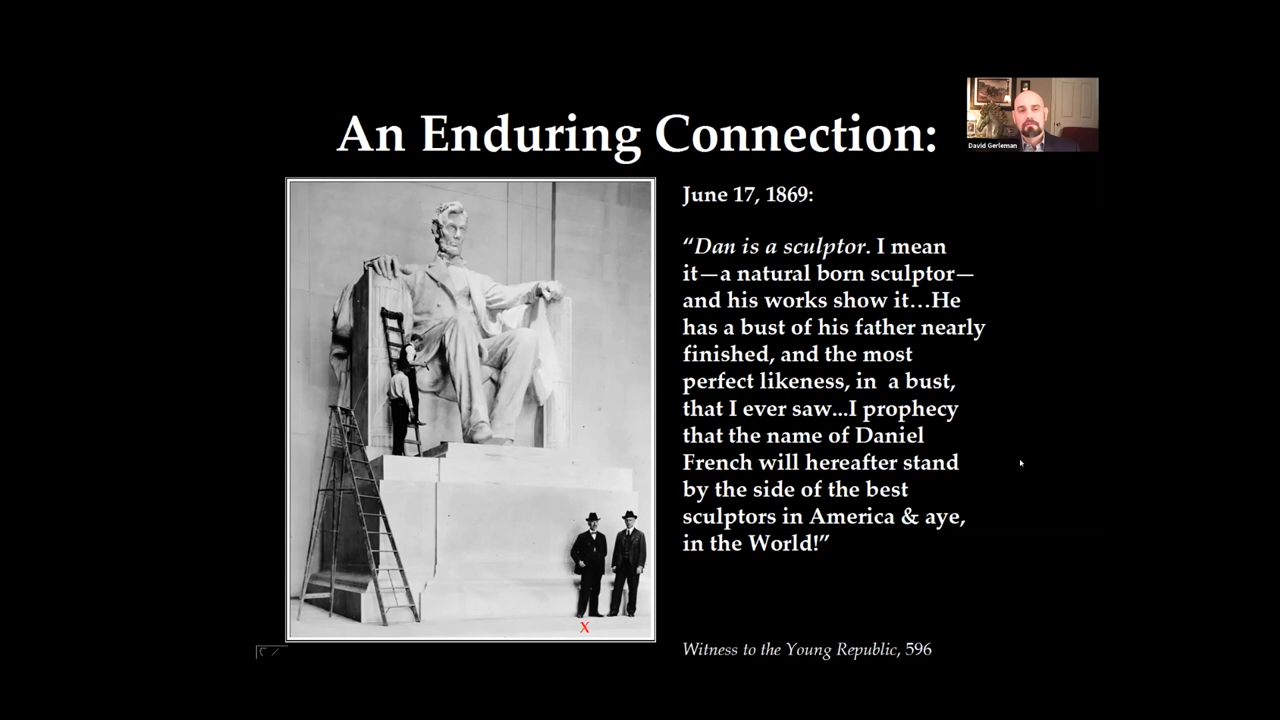 An Enduring Connection:
David Gerleman
June 17, 1869:
“Dan is a sculptor. I mean
it—a natural born sculptor—
and his works show it…He
has a bust of his father nearly
finished, and the most
perfect likeness, in a bust,
that I ever saw...I prophecy
that the name of Daniel
French will hereafter stand
by the side of the best
sculptors in America & aye,
in the World!”
X
Witness to the Young Republic, 596